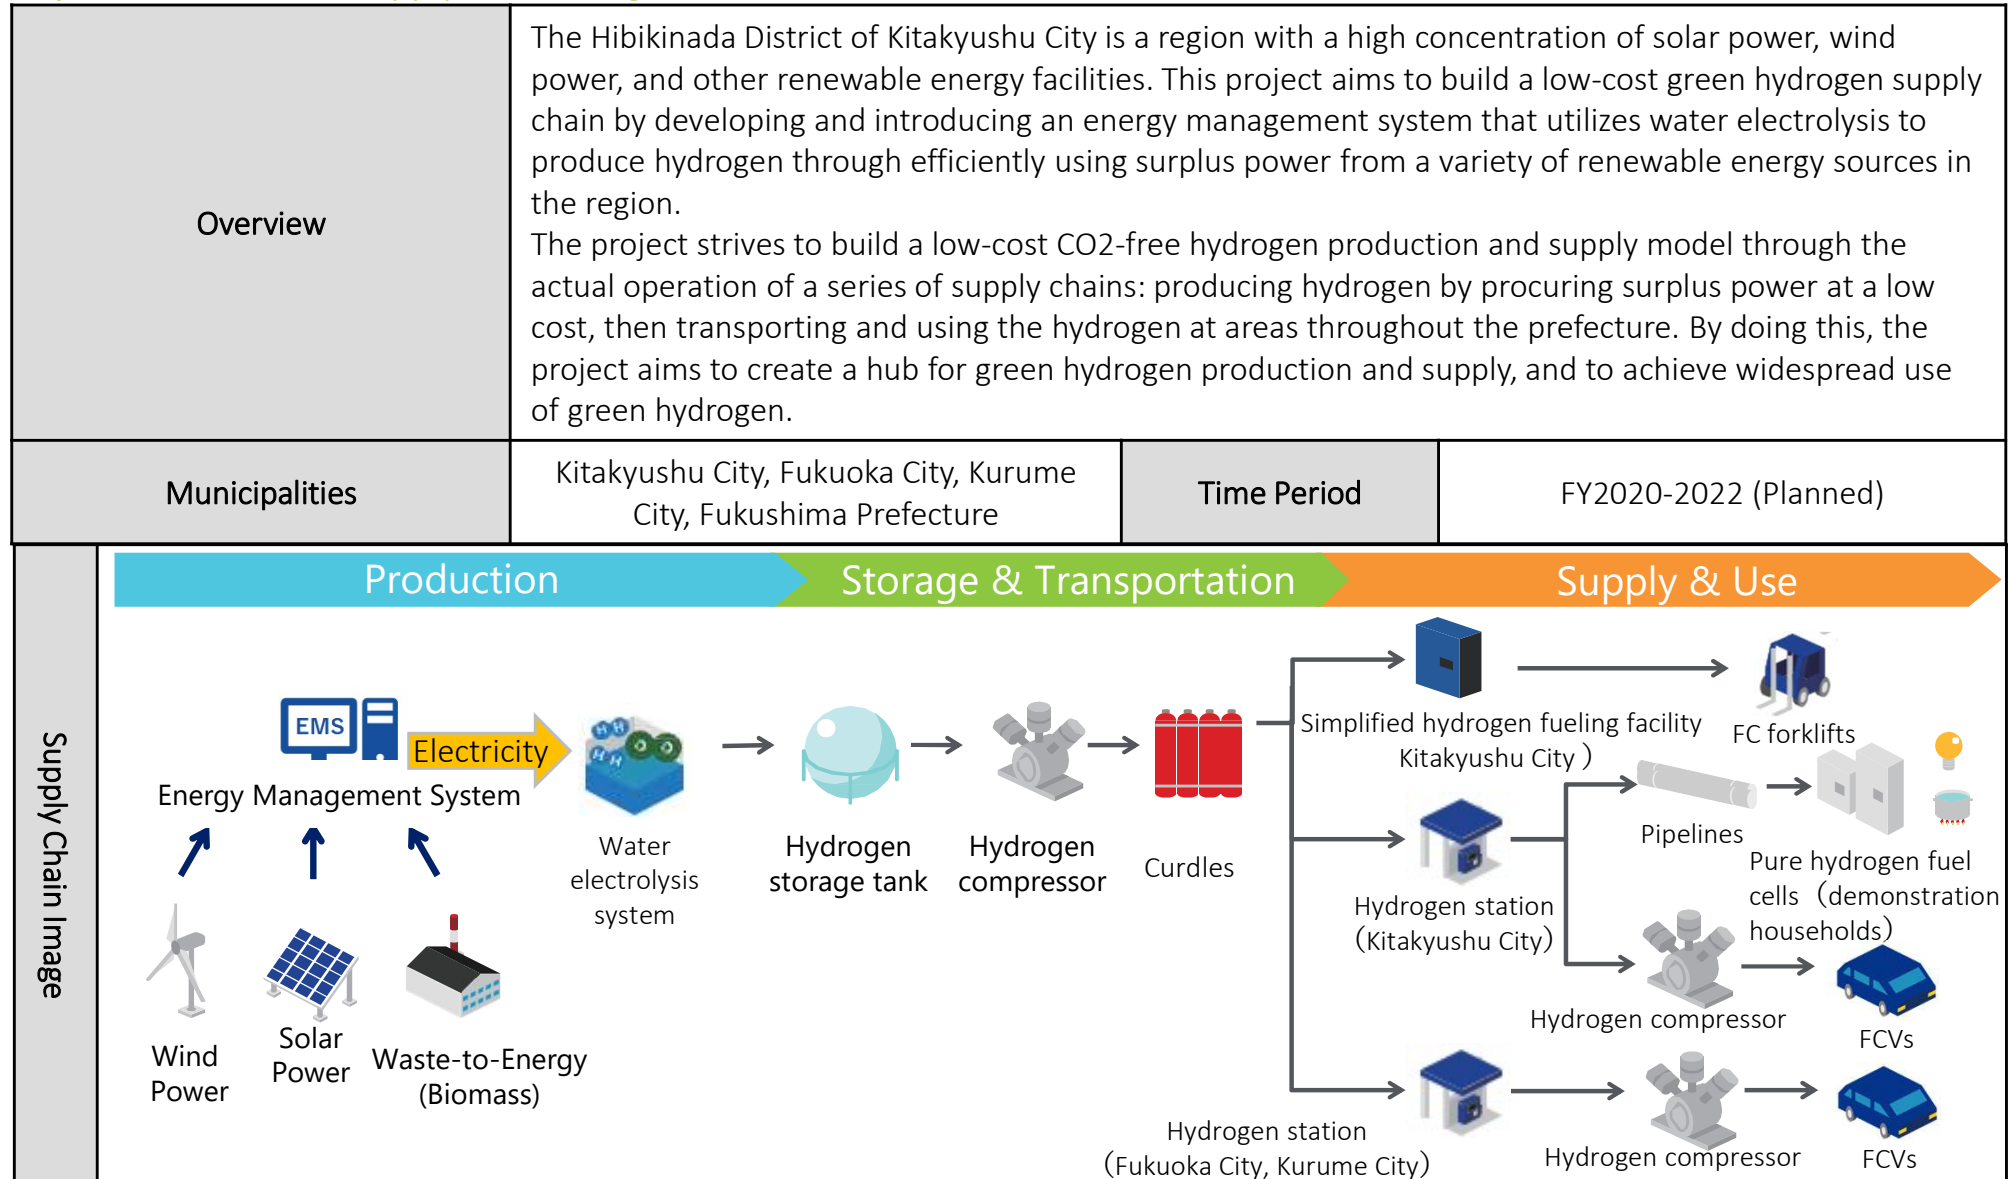 Overview
The Hibikinada District of Kitakyushu City is a region with a high concentration of solar power, wind
power, and other renewable energy facilities. This project aims to build a low-cost green hydrogen supply
chain by developing and introducing an energy management system that utilizes water electrolysis to
produce hydrogen through efficiently using surplus power from a variety of renewable energy sources in
the region.
The project strives to build a low-cost CO2-free hydrogen production and supply model through the
actual operation of a series of supply chains: producing hydrogen by procuring surplus power at a low
cost, then transporting and using the hydrogen at areas throughout the prefecture. By doing this, the
project aims to create a hub for green hydrogen production and supply, and to achieve widespread use
of green hydrogen.
Municipalities
Kitakyushu City, Fukuoka City, Kurume
City, Fukushima Prefecture
Time Period
FY2020-2022 (Planned)
Supply Chain Image
Production
Storage & Transportation
Supply & Use
EMS
Electricity
Energy Management System
Wind
Power
Solar
Power
Waste-to-Energy
(Biomass)
H
H
H H
Water
electrolysis
system
Hydrogen
storage tank
Hydrogen
compressor
Curdles
Simplified hydrogen fueling facility
Kitakyushu City）
FC forklifts
Hydrogen station
（Kitakyushu City）
Pipelines
Pure hydrogen fuel
cells（demonstration
households）
Hydrogen compressor
FCVs
Hydrogen station
（Fukuoka City, Kurume City）
Hydrogen compressor
FCVs